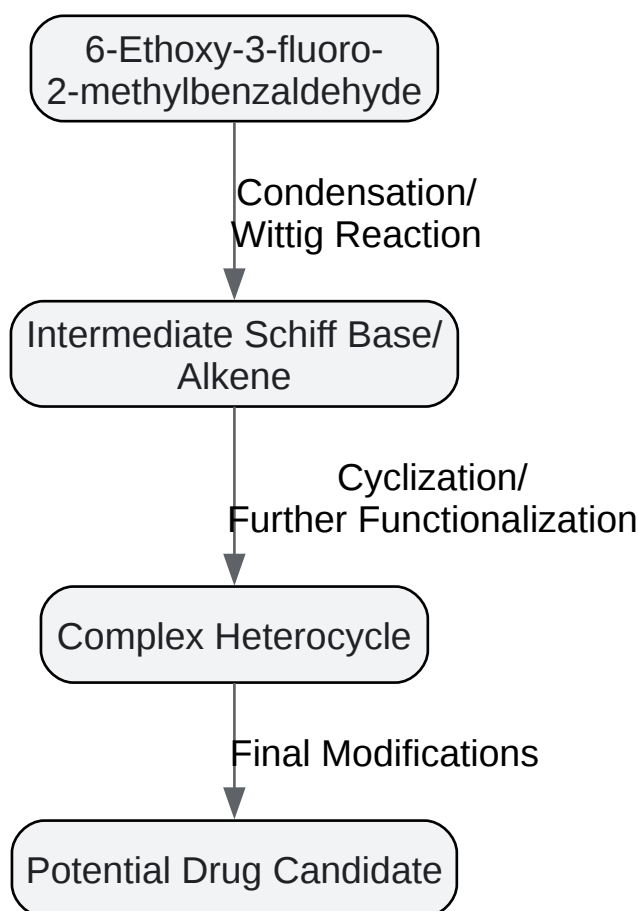 6-Ethoxy-3-fluoro-
2-methylbenzaldehyde
Condensation/
Wittig Reaction
Intermediate Schiff Base/
Alkene
Cyclization/
Further Functionalization
Complex Heterocycle
Final Modifications
Potential Drug Candidate